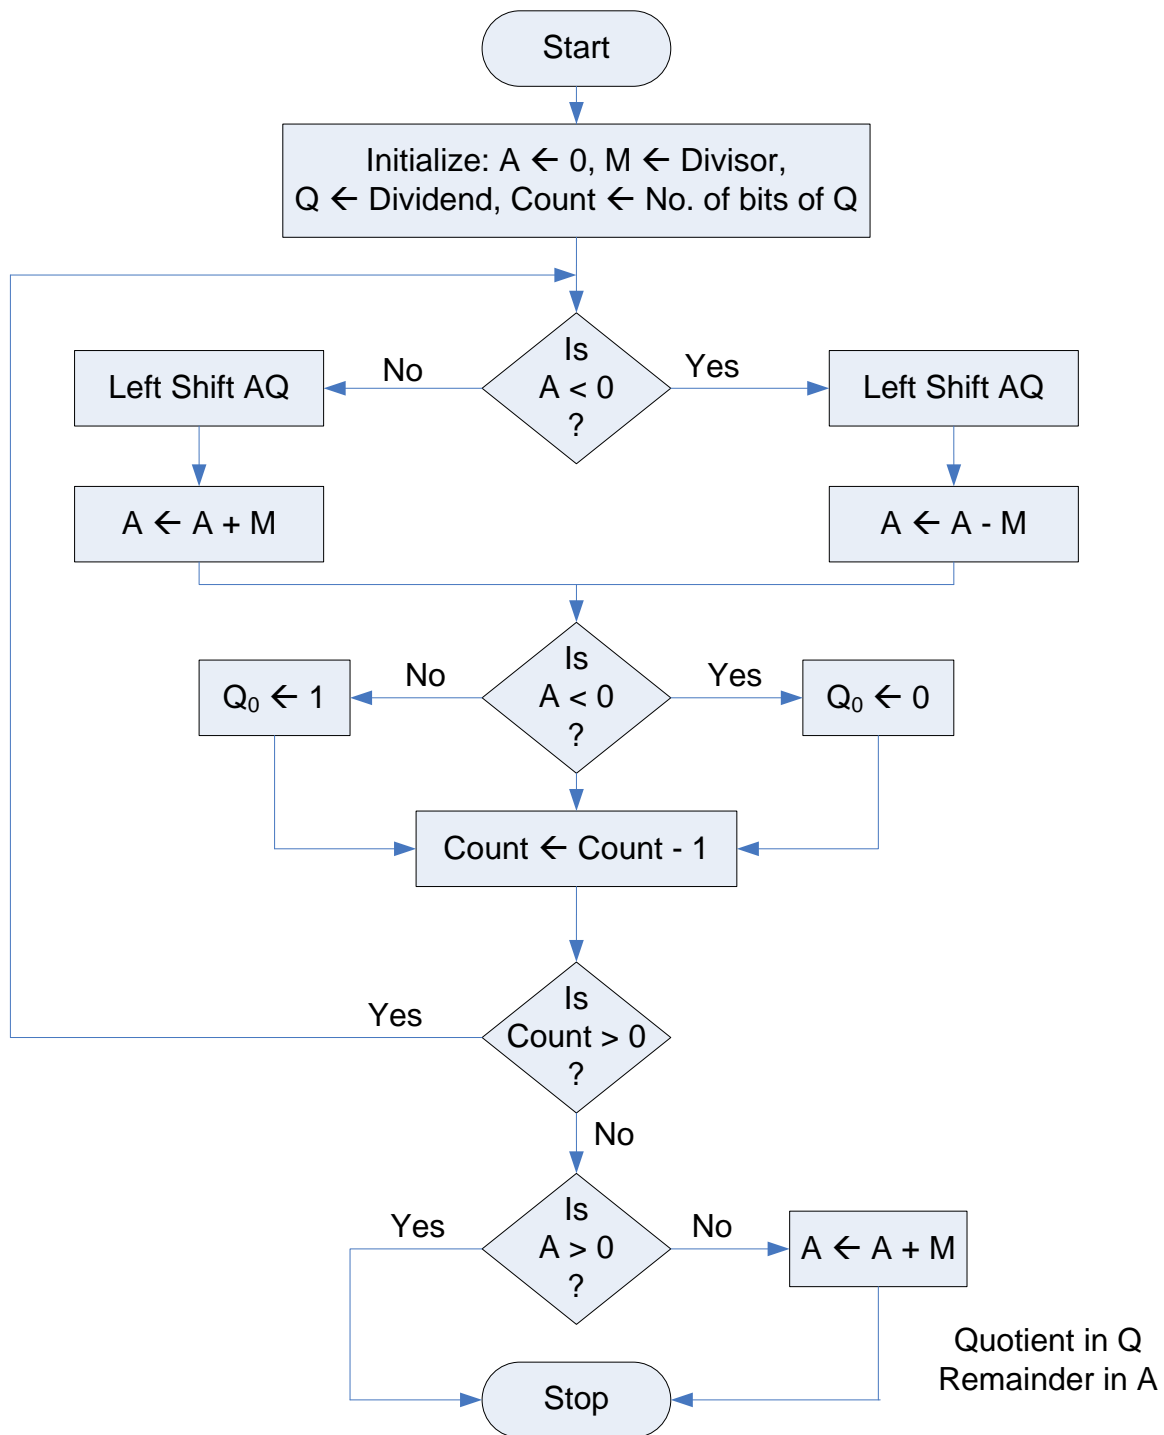 Start
Initialize: A ← 0, M ← Divisor,
Q ← Dividend, Count ← No. of bits of Q
Is
A < 0
?
No
Yes
Left Shift AQ
Left Shift AQ
A ← A + M
A ← A - M
Is
A < 0
?
No
Yes
Q₀ ← 1
Q₀ ← 0
Count ← Count - 1
Is
Count > 0
?
Yes
No
Is
A > 0
?
Yes
No
A ← A + M
Quotient in Q
Remainder in A
Stop